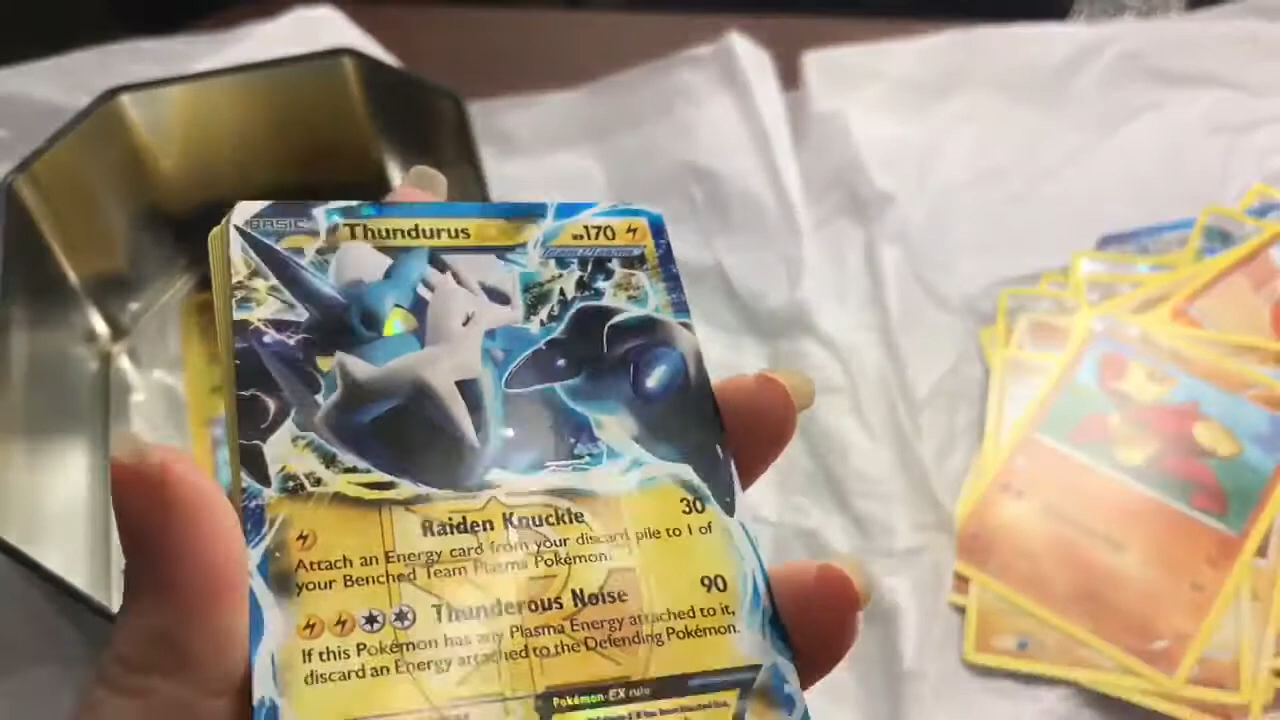 BASIC Thundurus HP170
Team Plasma
Raiden Knuckle 30
Attach an Energy card from your discard pile to 1 of
your Benched Team Plasma Pokémon.
Thunderous Noise 90
If this Pokémon has any Plasma Energy attached to it,
discard an Energy attached to the Defending Pokémon.
Pokémon-EX rule